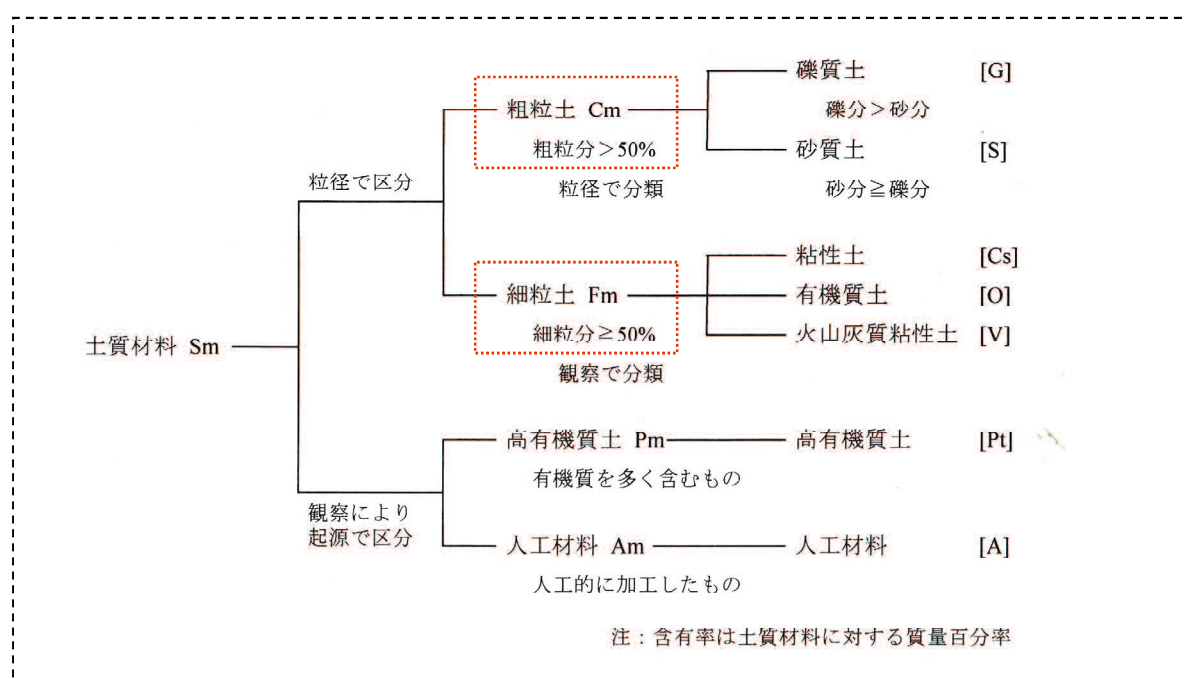 礫質土 [G]
粗粒土 Cm
礫分＞砂分
粗粒分＞50%
砂質土 [S]
粒径で区分
粒径で分類
砂分≧礫分
粘性土 [Cs]
細粒土 Fm
有機質土 [O]
細粒分≧50%
火山灰質粘性土 [V]
土質材料 Sm
観察で分類
高有機質土 Pm
高有機質土 [Pt]
有機質を多く含むもの
観察により
起源で区分
人工材料 Am
人工材料 [A]
人工的に加工したもの
注：含有率は土質材料に対する質量百分率